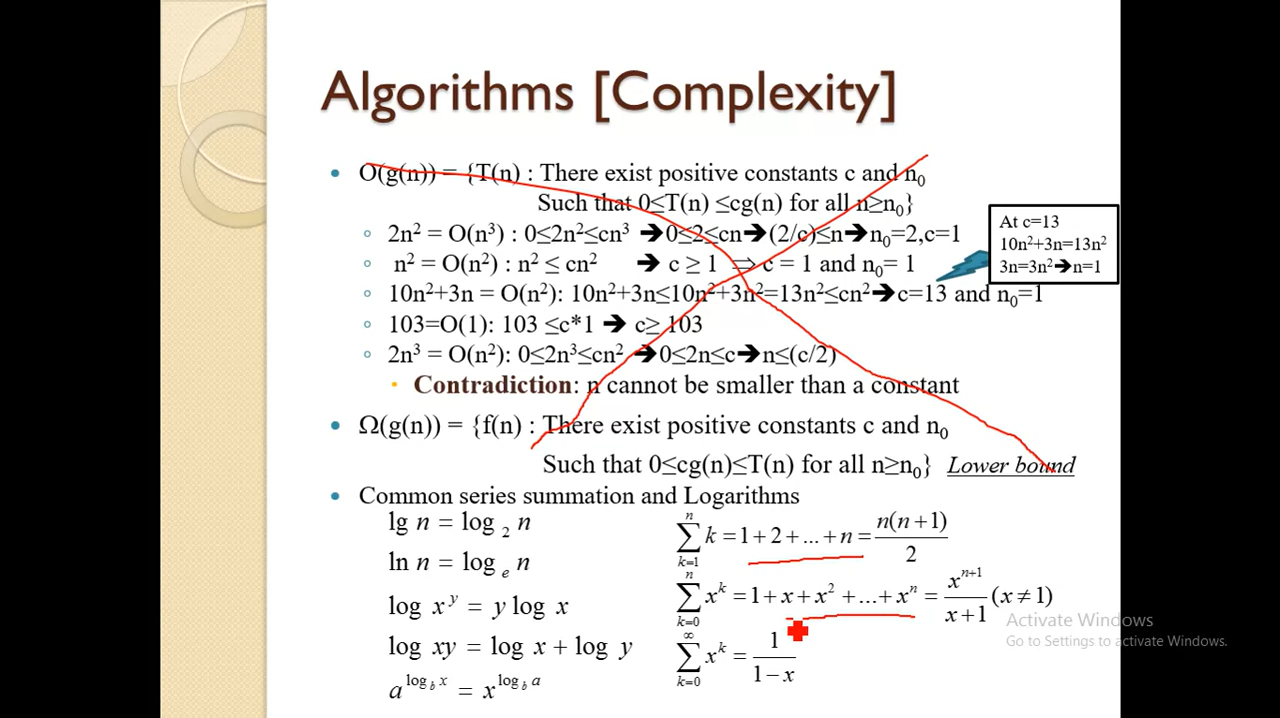 Algorithms [Complexity]
• O(g(n)) = {T(n) : There exist positive constants c and n₀
Such that 0≤T(n) ≤cg(n) for all n≥n₀}
◦ 2n² = O(n³) : 0≤2n²≤cn³ ➔0≤2≤cn➔(2/c)≤n➔n₀=2,c=1
◦ n² = O(n²) : n² ≤ cn² ➔ c ≥ 1 ⇒ c = 1 and n₀= 1
◦ 10n²+3n = O(n²): 10n²+3n≤10n²+3n²=13n²≤cn²➔c=13 and n₀=1
At c=13
10n²+3n=13n²
3n=3n²➔n=1
◦ 103=O(1): 103 ≤c*1 ➔ c≥ 103
◦ 2n³ = O(n²): 0≤2n³≤cn² ➔0≤2n≤c➔n≤(c/2)
• Contradiction: n cannot be smaller than a constant
• Ω(g(n)) = {f(n) : There exist positive constants c and n₀
Such that 0≤cg(n)≤T(n) for all n≥n₀} Lower bound
• Common series summation and Logarithms
lg n = log ₂ n
ln n = log ₑ n
log x^y = y log x
log xy = log x + log y
a^(log_b x) = x^(log_b a)
∑_{k=1}^{n} k = 1+2+...+n = n(n+1)/2
∑_{k=0}^{n} x^k = 1+x+x²+...+x^n = x^{n+1}/x+1 (x ≠ 1)
∑_{k=0}^{∞} x^k = 1/1−x
Activate Windows
Go to Settings to activate Windows.